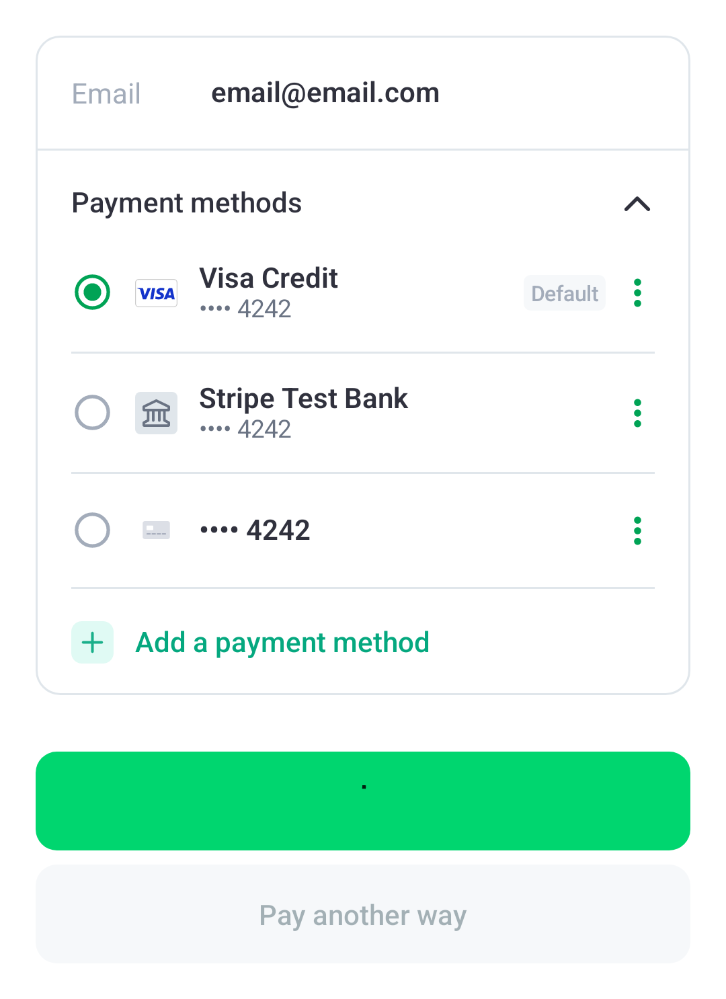 Email email@email.com
Payment methods
VISA Visa Credit Default
•••• 4242
Stripe Test Bank
•••• 4242
•••• 4242
Add a payment method
.
Pay another way